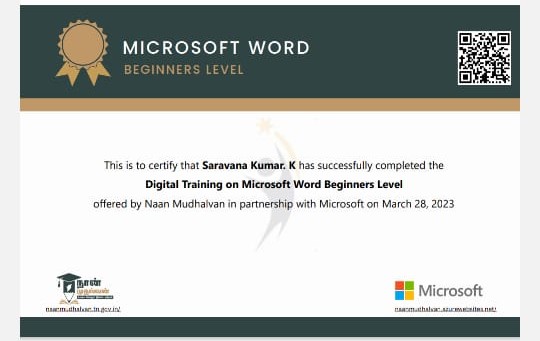 MICROSOFT WORD
BEGINNERS LEVEL
This is to certify that Saravana Kumar. K has successfully completed the
Digital Training on Microsoft Word Beginners Level
offered by Naan Mudhalvan in partnership with Microsoft on March 28, 2023
நான்
முதல்வன்
Microsoft
naanmudhalvan.tn.gov.in/
naanmudhalvan.azurewebsites.net/